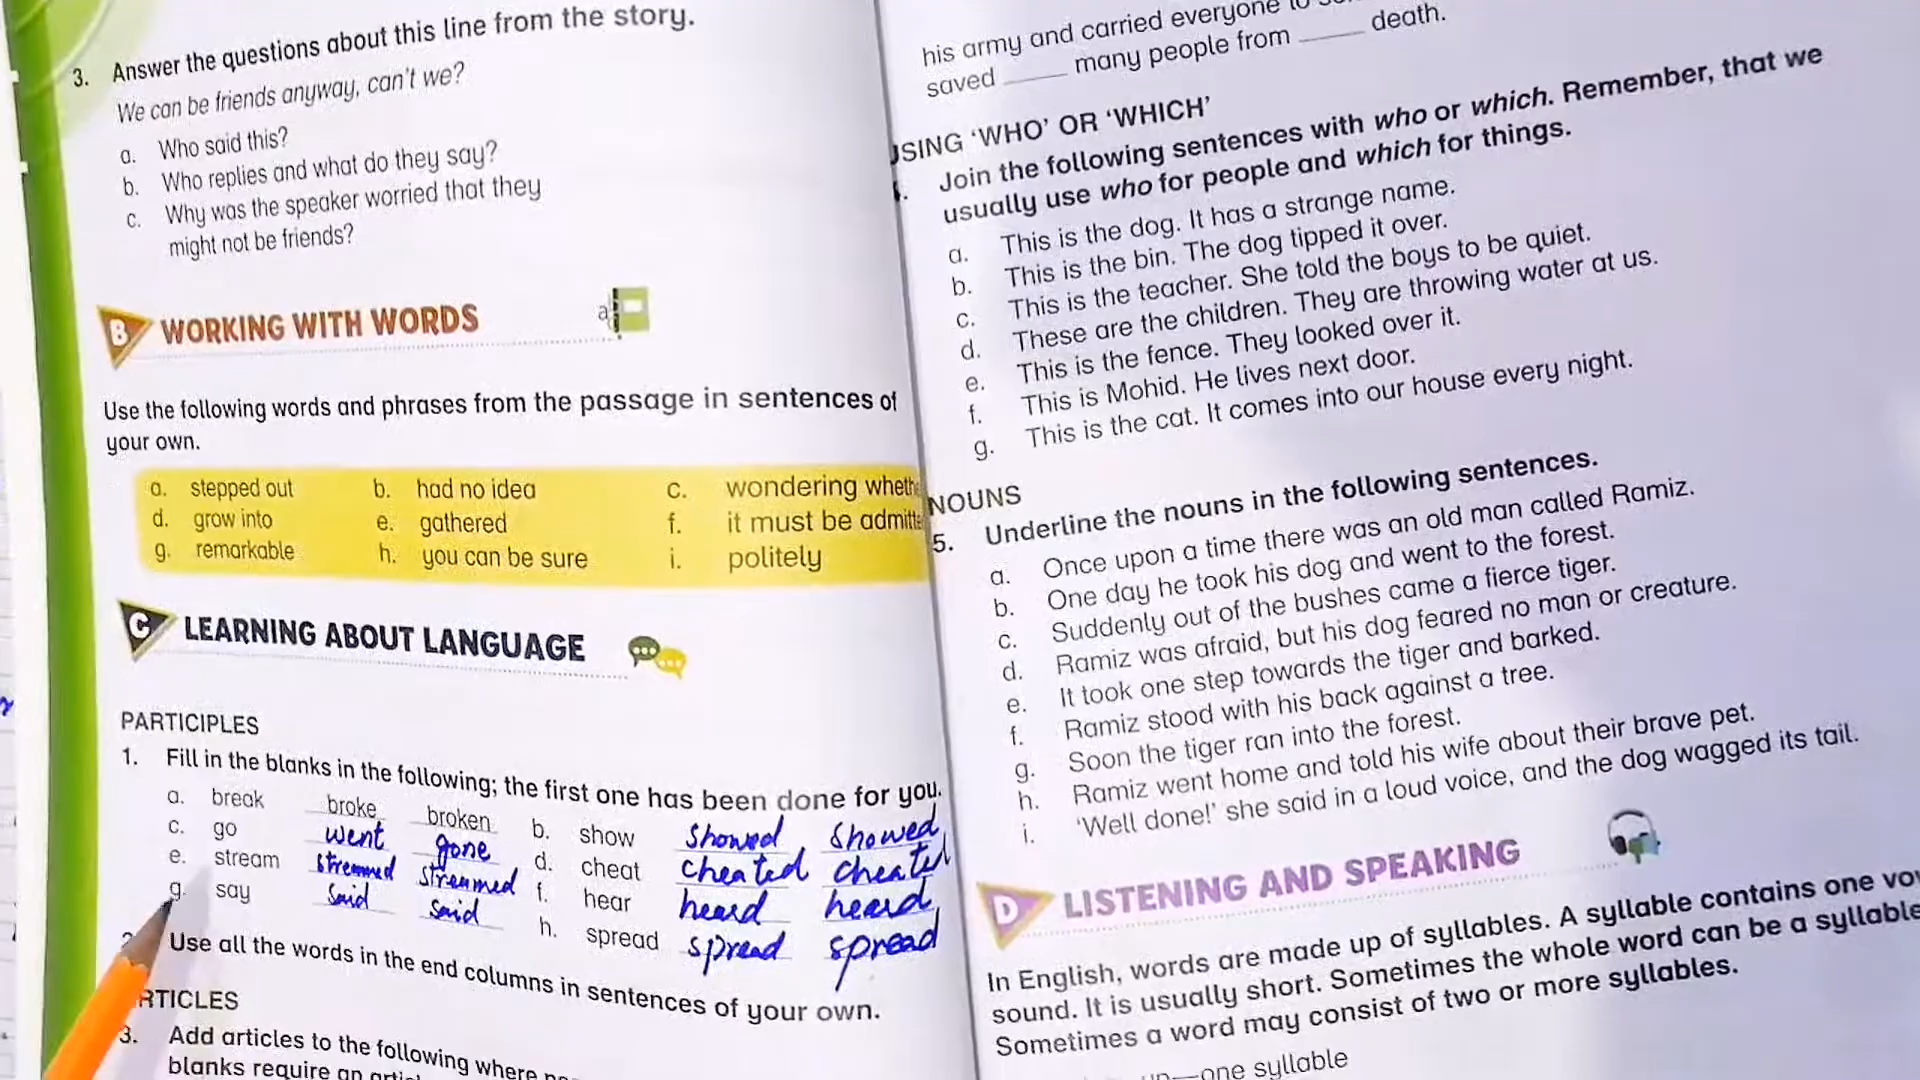 3. Answer the questions about this line from the story.
We can be friends anyway, can't we?
a. Who said this?
b. Who replies and what do they say?
c. Why was the speaker worried that they
might not be friends?
B WORKING WITH WORDS
Use the following words and phrases from the passage in sentences of
your own.
a. stepped out b. had no idea c. wondering wheth
d. grow into e. gathered f. it must be admitt
g. remarkable h. you can be sure i. politely
C LEARNING ABOUT LANGUAGE
PARTICIPLES
1. Fill in the blanks in the following; the first one has been done for you.
a. break broke broken b. show showed showed
c. go went gone d. cheat cheated cheated
e. stream streamed streamed f. hear heard heard
g. say said said h. spread spread spread
Use all the words in the end columns in sentences of your own.
RTICLES
3. Add articles to the following where
blanks require an
his army and carried everyone to
saved _____ many people from _____ death.
USING 'WHO' OR 'WHICH'
Join the following sentences with who or which. Remember, that we
usually use who for people and which for things.
a. This is the dog. It has a strange name.
b. This is the bin. The dog tipped it over.
c. This is the teacher. She told the boys to be quiet.
d. These are the children. They are throwing water at us.
e. This is the fence. They looked over it.
f. This is Mohid. He lives next door.
g. This is the cat. It comes into our house every night.
NOUNS
5. Underline the nouns in the following sentences.
a. Once upon a time there was an old man called Ramiz.
b. One day he took his dog and went to the forest.
c. Suddenly out of the bushes came a fierce tiger.
d. Ramiz was afraid, but his dog feared no man or creature.
e. It took one step towards the tiger and barked.
f. Ramiz stood with his back against a tree.
g. Soon the tiger ran into the forest.
h. Ramiz went home and told his wife about their brave pet.
i. 'Well done!' she said in a loud voice, and the dog wagged its tail.
D LISTENING AND SPEAKING
In English, words are made up of syllables. A syllable contains one vo
sound. It is usually short. Sometimes the whole word can be a syllable
Sometimes a word may consist of two or more syllables.
—one syllable